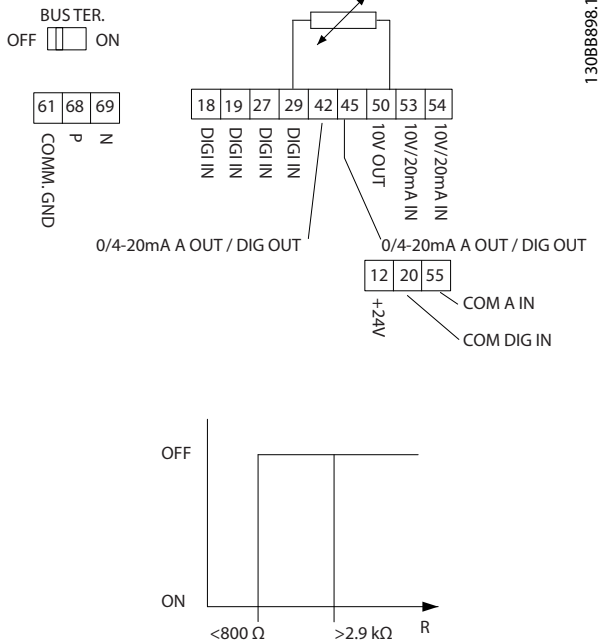 BUS TER.
OFF ON
61 68 69
COMM. GND
P
N
18 19 27 29 42 45 50 53 54
DIGI IN
DIGI IN
DIGI IN
DIGI IN
10V OUT
10V/20mA IN
10V/20mA IN
0/4-20mA A OUT / DIG OUT
0/4-20mA A OUT / DIG OUT
12 20 55
+24V
COM A IN
COM DIG IN
OFF
ON
<800 Ω
>2.9 kΩ
R